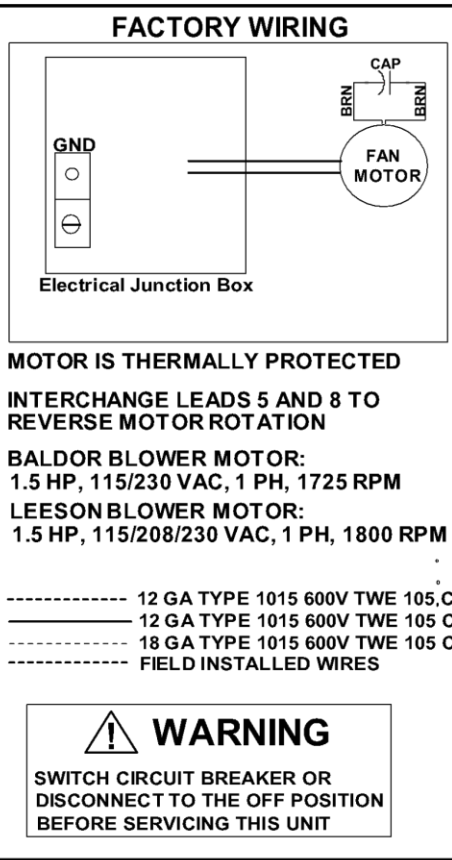 FACTORY WIRING
CAP
BRN
BRN
GND
FAN
MOTOR
Electrical Junction Box
MOTOR IS THERMALLY PROTECTED
INTERCHANGE LEADS 5 AND 8 TO
REVERSE MOTOR ROTATION
BALDOR BLOWER MOTOR:
1.5 HP, 115/230 VAC, 1 PH, 1725 RPM
LEESON BLOWER MOTOR:
1.5 HP, 115/208/230 VAC, 1 PH, 1800 RPM
12 GA TYPE 1015 600V TWE 105°C
12 GA TYPE 1015 600V TWE 105°C
18 GA TYPE 1015 600V TWE 105 C
FIELD INSTALLED WIRES
WARNING
SWITCH CIRCUIT BREAKER OR
DISCONNECT TO THE OFF POSITION
BEFORE SERVICING THIS UNIT